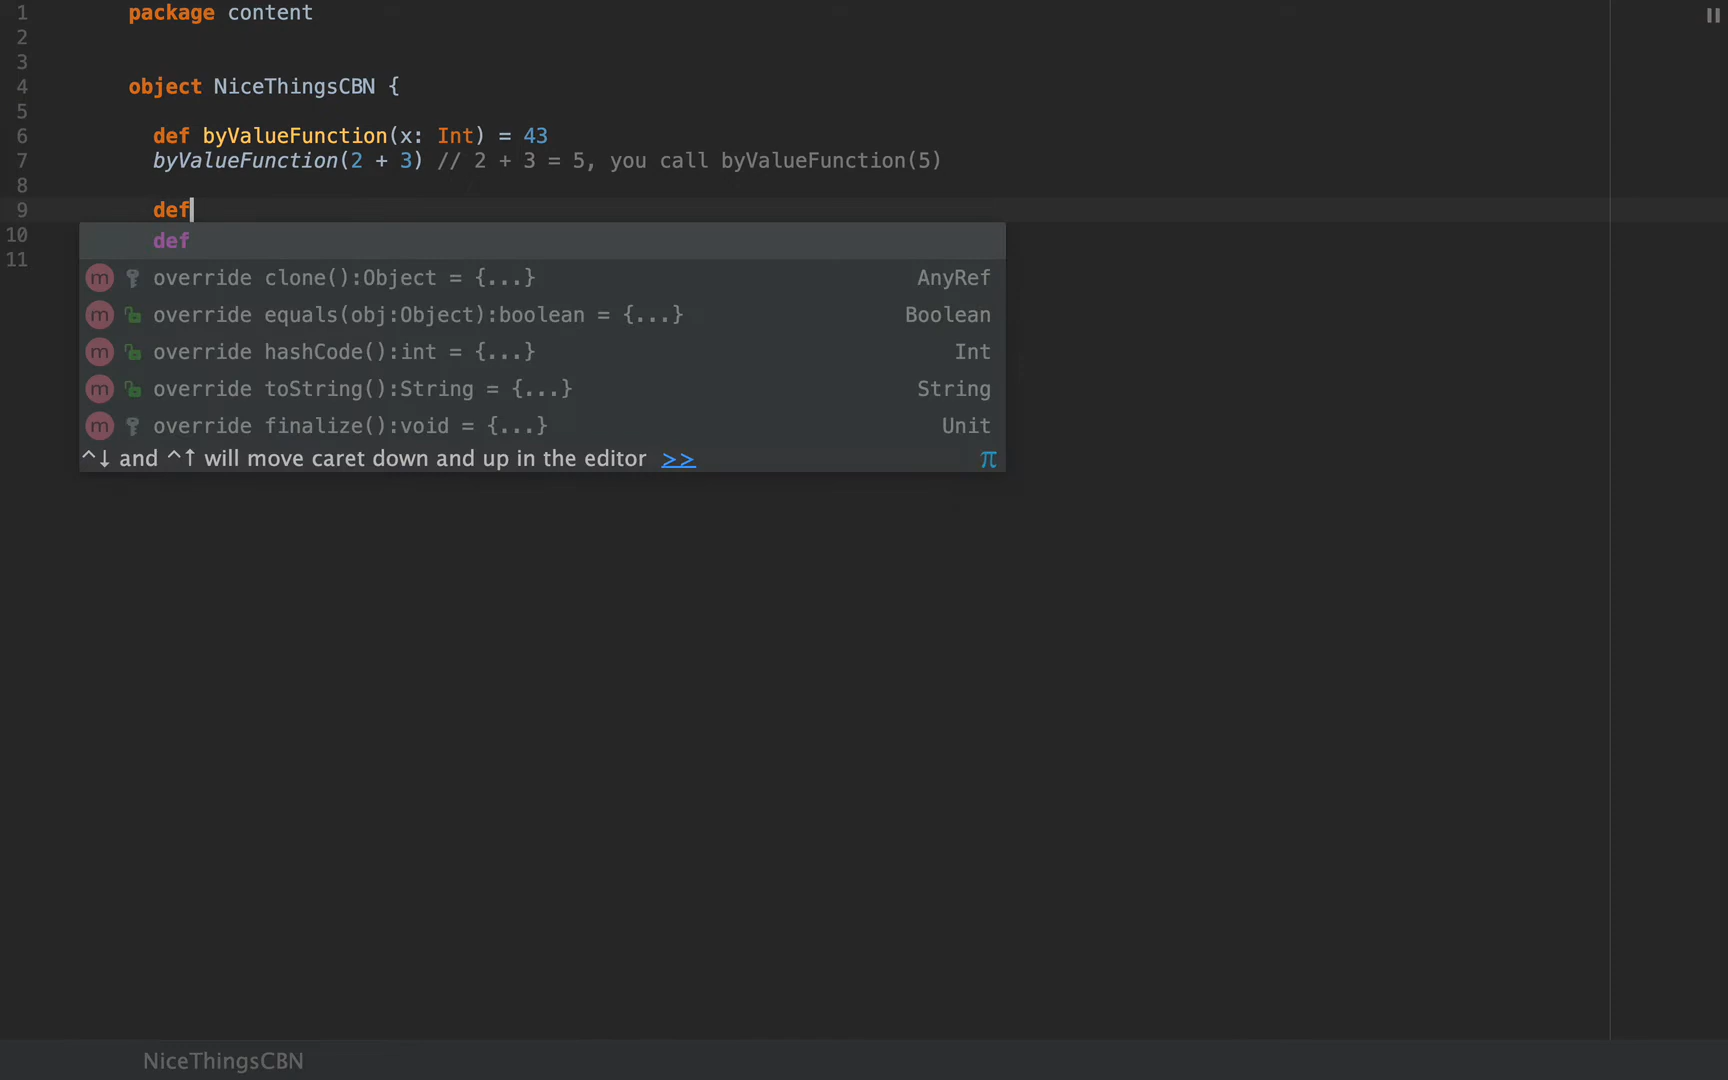 1 package content
2
3
4 object NiceThingsCBN {
5
6 def byValueFunction(x: Int) = 43
7 byValueFunction(2 + 3) // 2 + 3 = 5, you call byValueFunction(5)
8
9 def
10 def
11
m override clone():Object = {...} AnyRef
m override equals(obj:Object):boolean = {...} Boolean
m override hashCode():int = {...} Int
m override toString():String = {...} String
m override finalize():void = {...} Unit
^↓ and ^↑ will move caret down and up in the editor >> π
NiceThingsCBN